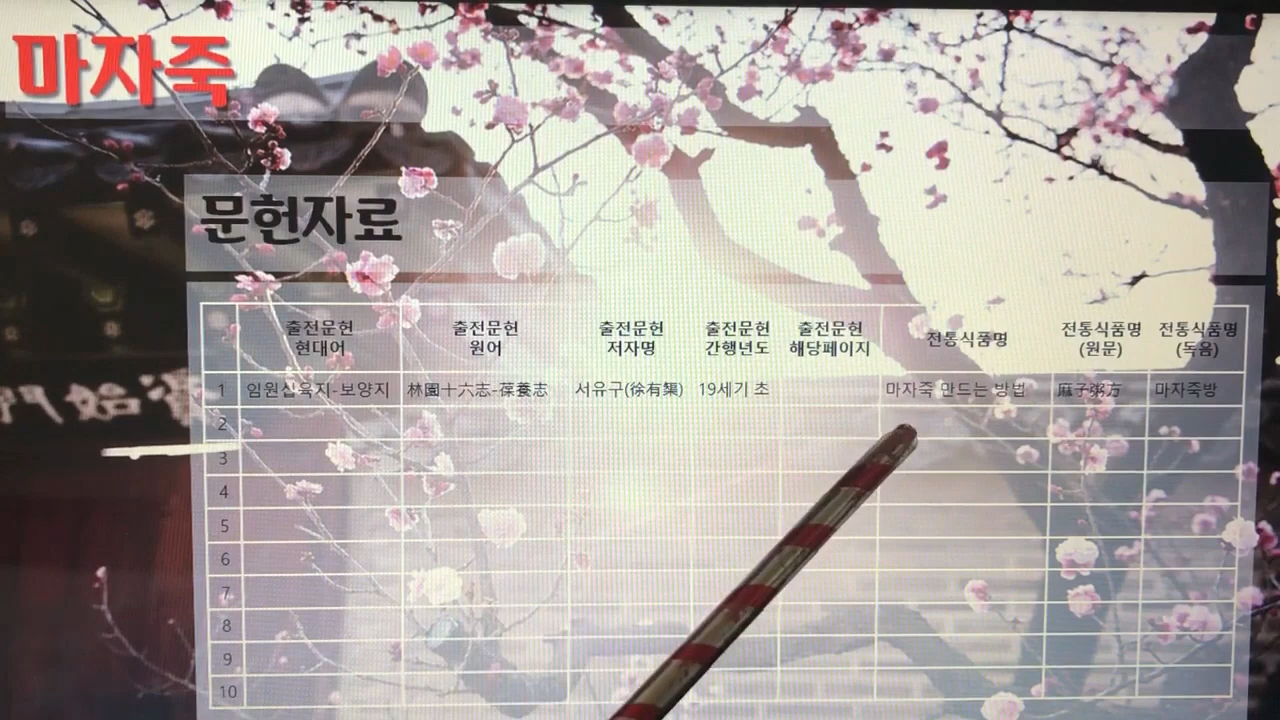 마자죽
문헌자료
출전문헌 현대어
출전문헌 원어
출전문헌 저자명
출전문헌 간행년도
출전문헌 해당페이지
전통식품명
전통식품명 (원문)
전통식품명 (독음)
1 임원십육지-보양지 林園十六志-葆養志 서유구(徐有榘) 19세기 초 마자죽 만드는 방법 麻子粥方 마자죽방
2
3
4
5
6
7
8
9
10